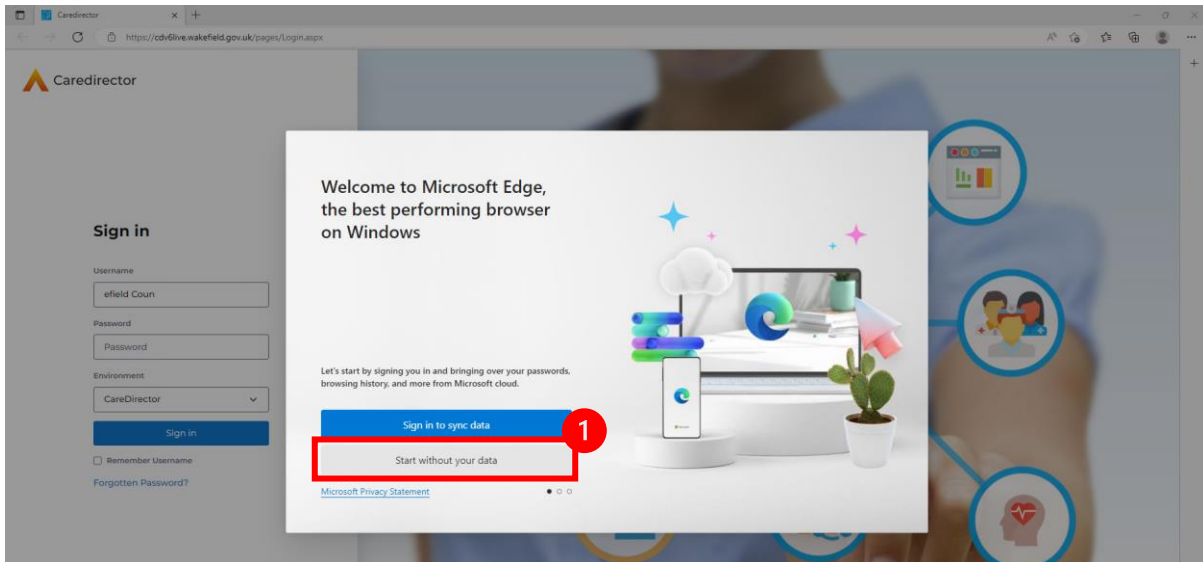 Caredirector
https://cdv6live.wakefield.gov.uk/pages/Login.aspx
Caredirector
Sign in
Username
efield Coun
Password
Password
Environment
CareDirector
Sign in
Remember Username
Forgotten Password?
Welcome to Microsoft Edge,
the best performing browser
on Windows
Let's start by signing you in and bringing over your passwords,
browsing history, and more from Microsoft cloud.
Sign in to sync data
1
Start without your data
Microsoft Privacy Statement